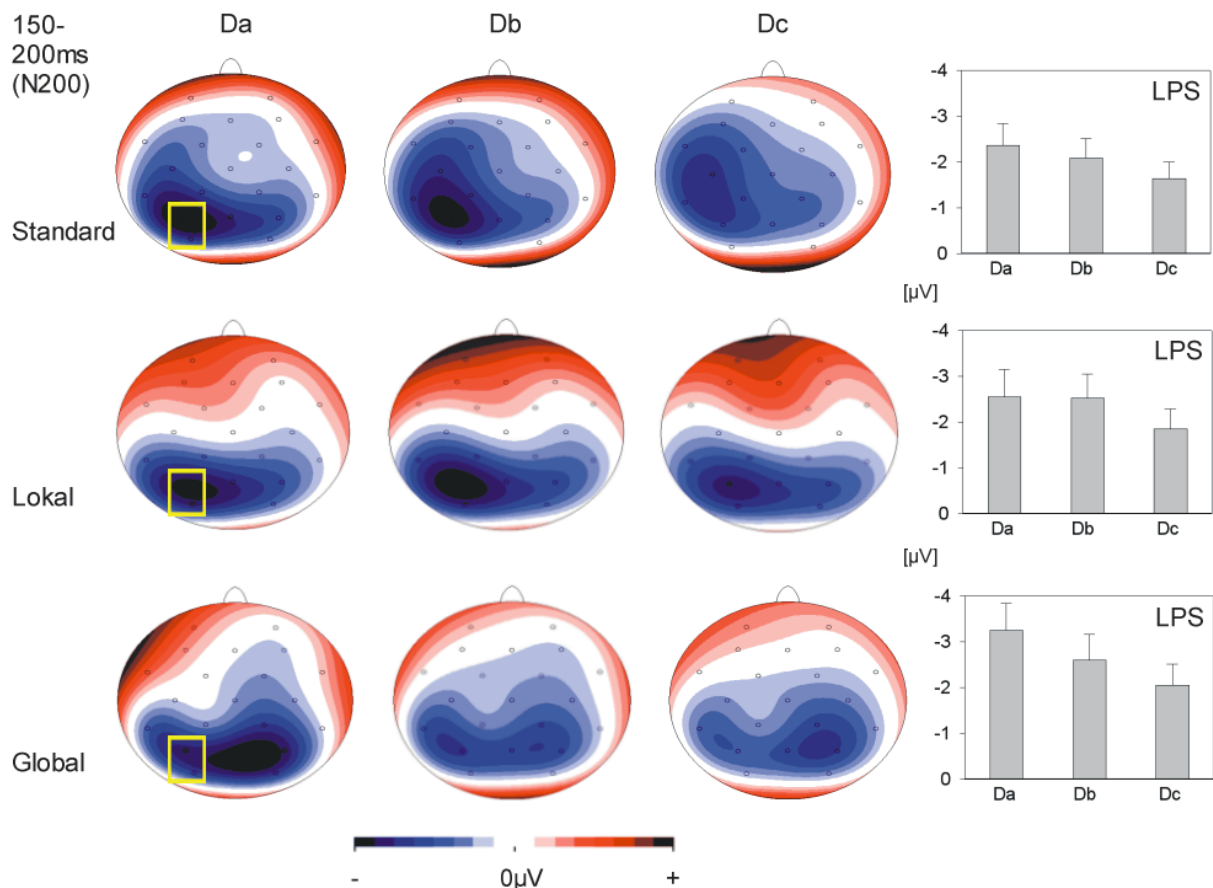 150-
200ms
(N200)
Da Db Dc
Standard
-4 LPS
-3
-2
-1
0
Da Db Dc
[µV]
Lokal
-4 LPS
-3
-2
-1
0
Da Db Dc
[µV]
Global
-4 LPS
-3
-2
-1
0
Da Db Dc
- 0µV +